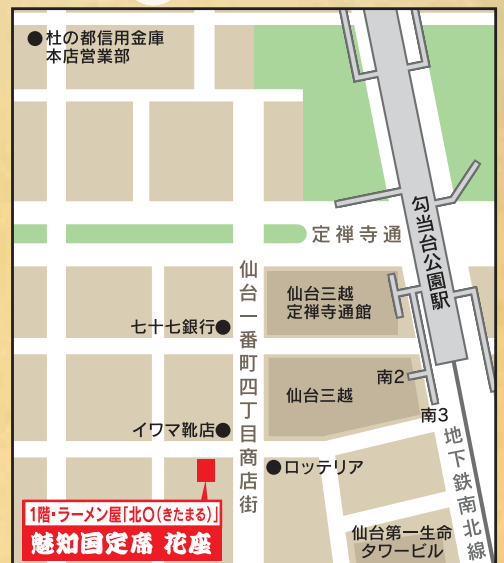 ●杜の都信用金庫
本店営業部
定禅寺通
勾当台公園駅
仙台一番町四丁目商店街
仙台三越
定禅寺通館
七十七銀行●
仙台三越
南2
南3
イワマ靴店●
●ロッテリア
地下鉄南北線
1階・ラーメン屋「北〇(きたまる)」
魅知国定席 花座
仙台第一生命
タワービル